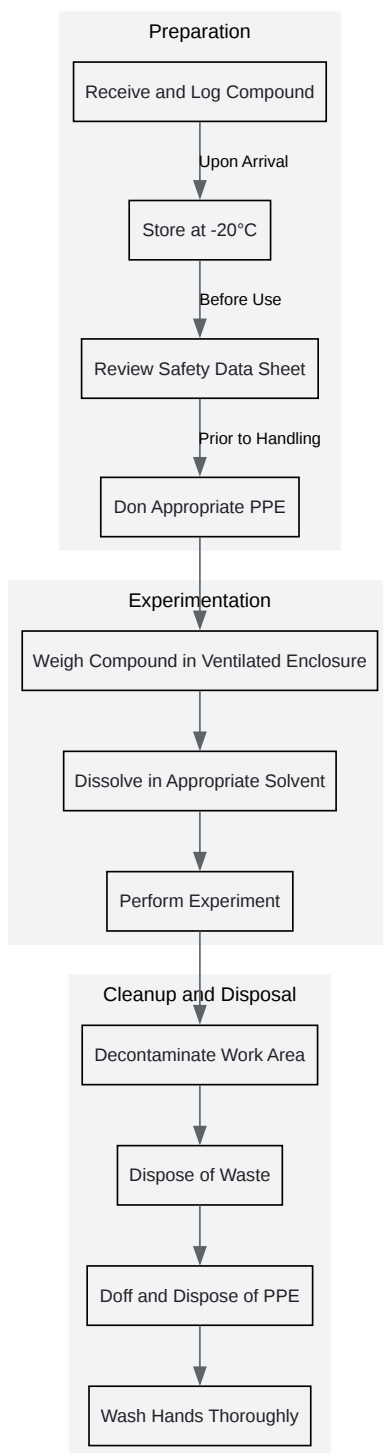 Preparation
Receive and Log Compound
Upon Arrival
Store at -20°C
Before Use
Review Safety Data Sheet
Prior to Handling
Don Appropriate PPE
Experimentation
Weigh Compound in Ventilated Enclosure
Dissolve in Appropriate Solvent
Perform Experiment
Cleanup and Disposal
Decontaminate Work Area
Dispose of Waste
Doff and Dispose of PPE
Wash Hands Thoroughly